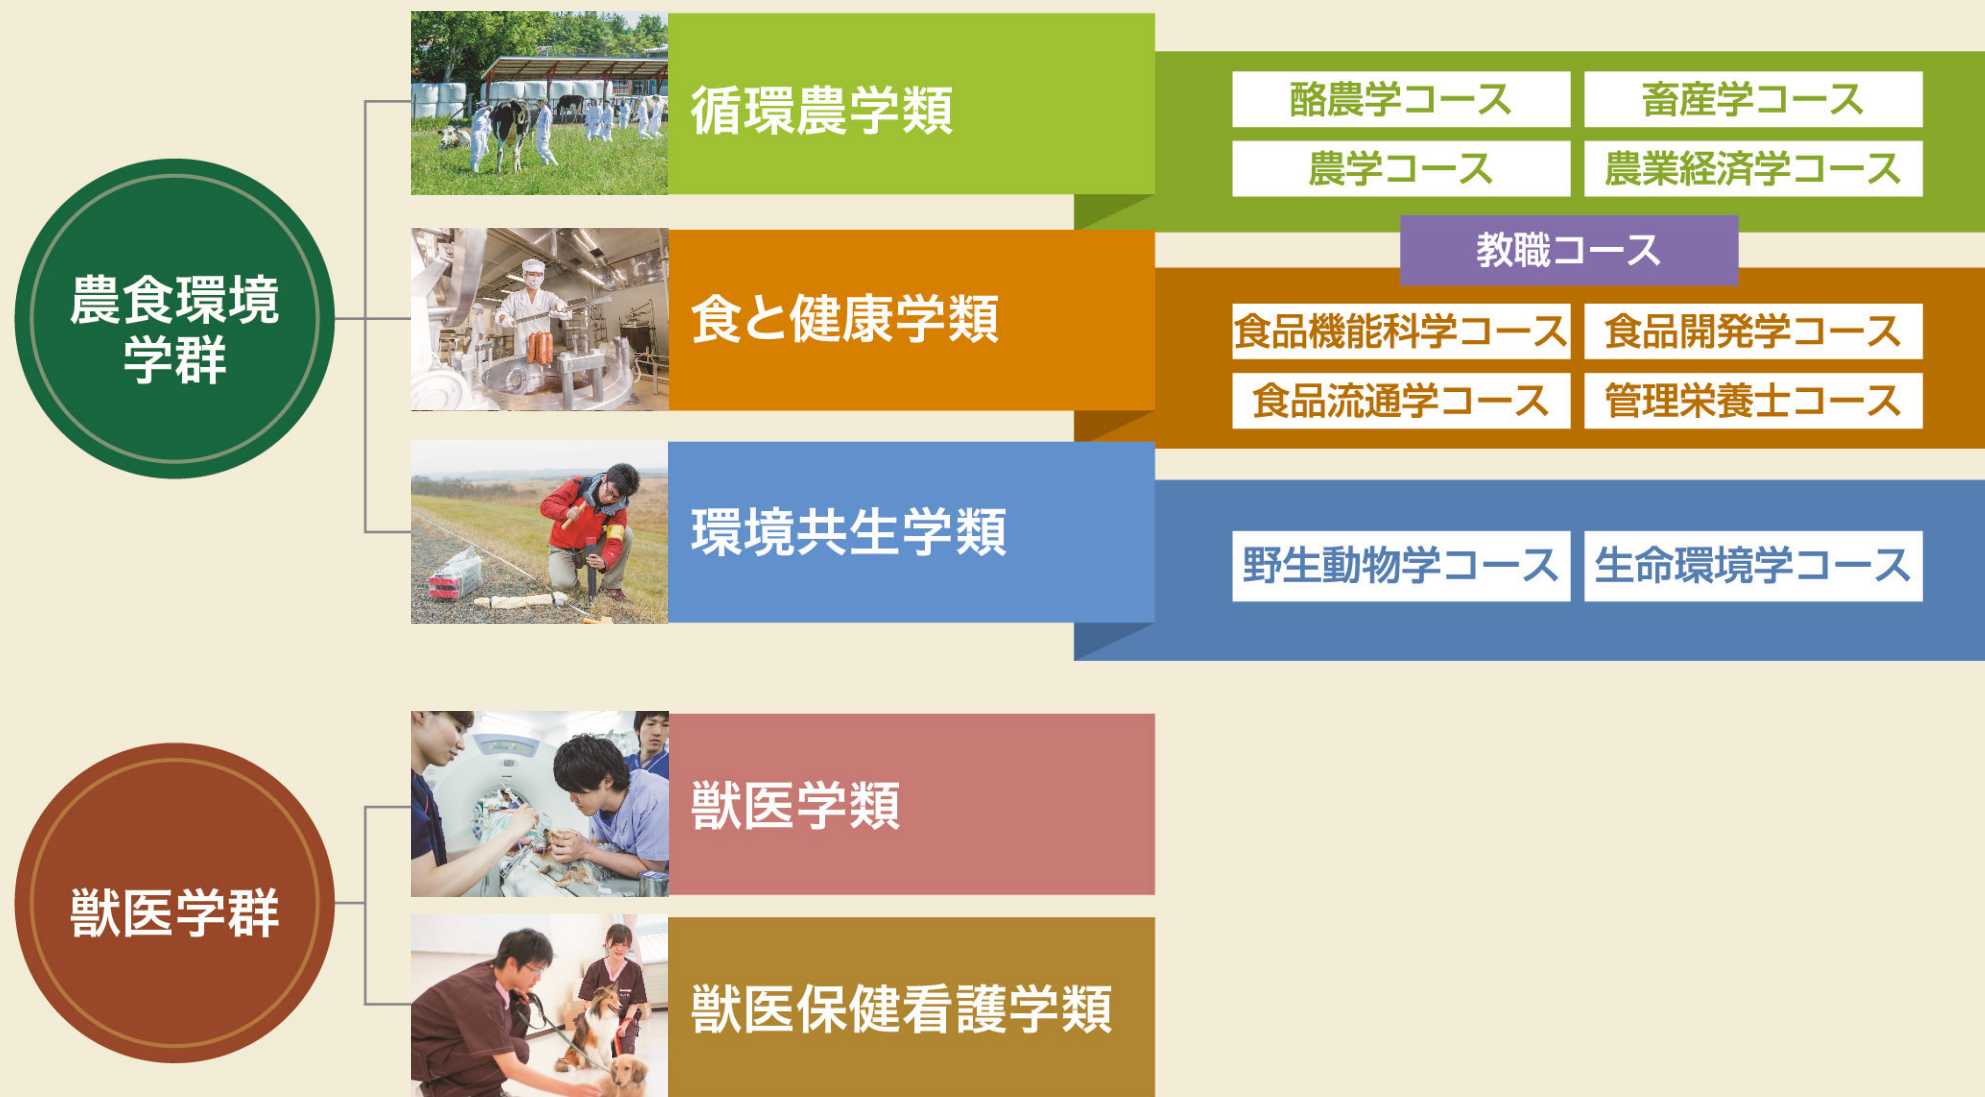 農食環境
学群
循環農学類
酪農学コース
畜産学コース
農学コース
農業経済学コース
教職コース
食と健康学類
食品機能科学コース
食品開発学コース
食品流通学コース
管理栄養士コース
環境共生学類
野生動物学コース
生命環境学コース
獣医学群
獣医学類
獣医保健看護学類